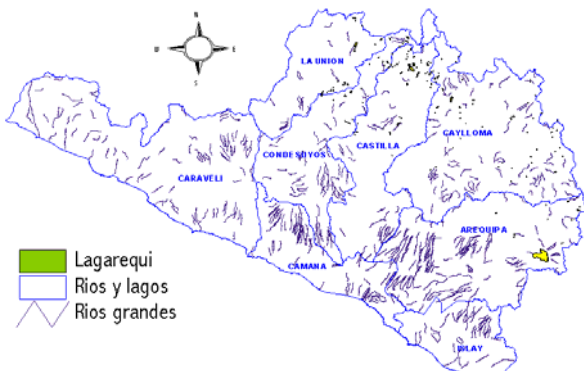 N
O E
S
LA UNION
CONDESUYOS
CASTILLA
CAYLLOMA
CARAVELI
AREQUIPA
CAMANA
ISLAY
Lagarequi
Rios y lagos
Rios grandes